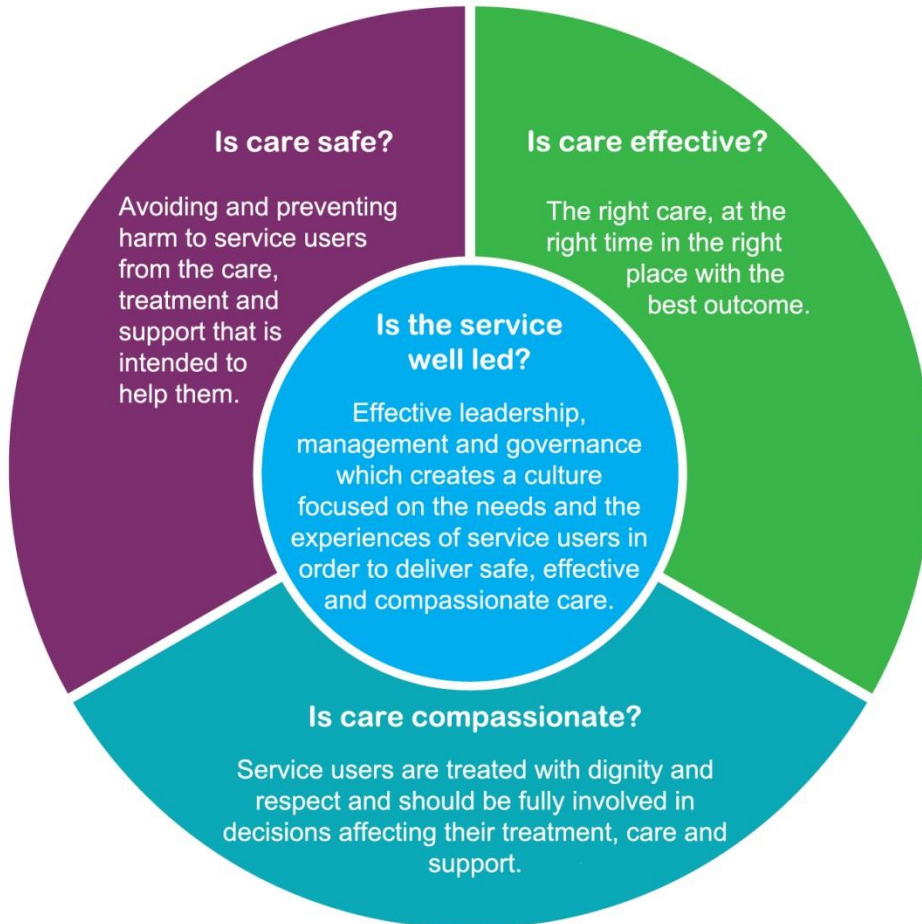 Is care safe?
Avoiding and preventing
harm to service users
from the care,
treatment and
support that is
intended to
help them.
Is care effective?
The right care, at the
right time in the right
place with the
best outcome.
Is the service
well led?
Effective leadership,
management and governance
which creates a culture
focused on the needs and the
experiences of service users in
order to deliver safe, effective
and compassionate care.
Is care compassionate?
Service users are treated with dignity and
respect and should be fully involved in
decisions affecting their treatment, care and
support.